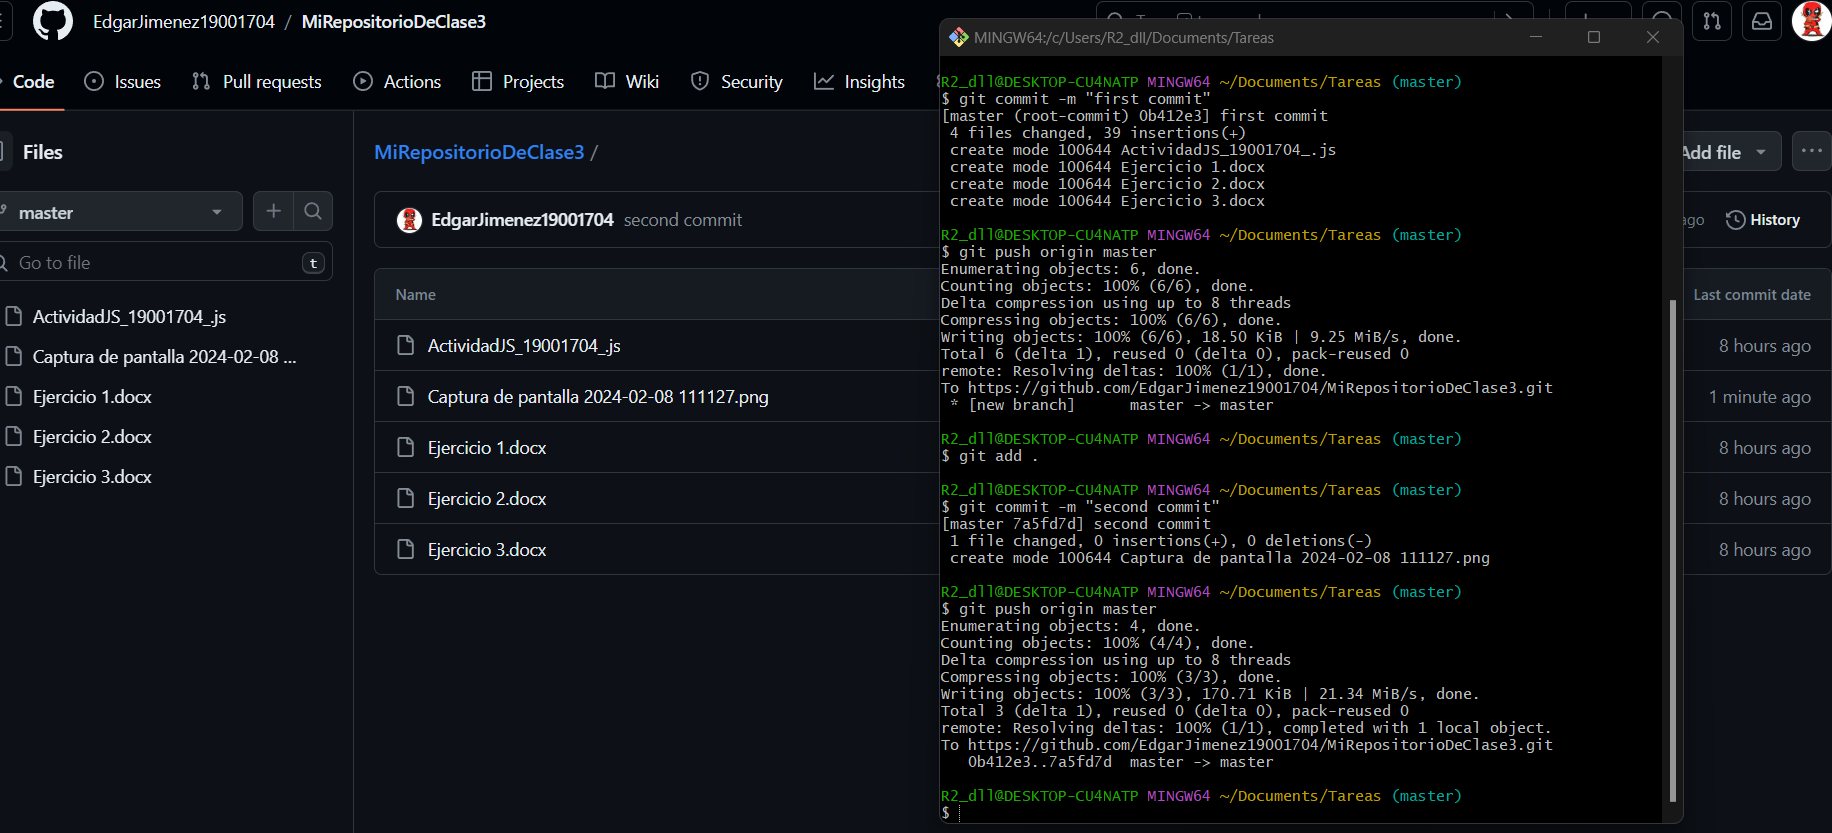 EdgarJimenez19001704 / MiRepositorioDeClase3
Code
Issues
Pull requests
Actions
Projects
Wiki
Security
Insights
Files
master
Go to file
t
ActividadJS_19001704_.js
Captura de pantalla 2024-02-08 ...
Ejercicio 1.docx
Ejercicio 2.docx
Ejercicio 3.docx
MiRepositorioDeClase3 /
EdgarJimenez19001704 second commit
Name
ActividadJS_19001704_.js
Captura de pantalla 2024-02-08 111127.png
Ejercicio 1.docx
Ejercicio 2.docx
Ejercicio 3.docx
MINGW64:/c/Users/R2_dll/Documents/Tareas
R2_dll@DESKTOP-CU4NATP MINGW64 ~/Documents/Tareas (master)
$ git commit -m "first commit"
[master (root-commit) 0b412e3] first commit
4 files changed, 39 insertions(+)
create mode 100644 ActividadJS_19001704_.js
create mode 100644 Ejercicio 1.docx
create mode 100644 Ejercicio 2.docx
create mode 100644 Ejercicio 3.docx
R2_dll@DESKTOP-CU4NATP MINGW64 ~/Documents/Tareas (master)
$ git push origin master
Enumerating objects: 6, done.
Counting objects: 100% (6/6), done.
Delta compression using up to 8 threads
Compressing objects: 100% (6/6), done.
Writing objects: 100% (6/6), 18.50 KiB | 9.25 MiB/s, done.
Total 6 (delta 1), reused 0 (delta 0), pack-reused 0
remote: Resolving deltas: 100% (1/1), done.
To https://github.com/EdgarJimenez19001704/MiRepositorioDeClase3.git
* [new branch] master -> master
R2_dll@DESKTOP-CU4NATP MINGW64 ~/Documents/Tareas (master)
$ git add .
R2_dll@DESKTOP-CU4NATP MINGW64 ~/Documents/Tareas (master)
$ git commit -m "second commit"
[master 7a5fd7d] second commit
1 file changed, 0 insertions(+), 0 deletions(-)
create mode 100644 Captura de pantalla 2024-02-08 111127.png
R2_dll@DESKTOP-CU4NATP MINGW64 ~/Documents/Tareas (master)
$ git push origin master
Enumerating objects: 4, done.
Counting objects: 100% (4/4), done.
Delta compression using up to 8 threads
Compressing objects: 100% (3/3), done.
Writing objects: 100% (3/3), 170.71 KiB | 21.34 MiB/s, done.
Total 3 (delta 1), reused 0 (delta 0), pack-reused 0
remote: Resolving deltas: 100% (1/1), completed with 1 local object.
To https://github.com/EdgarJimenez19001704/MiRepositorioDeClase3.git
0b412e3..7a5fd7d master -> master
R2_dll@DESKTOP-CU4NATP MINGW64 ~/Documents/Tareas (master)
$
Add file
ago
History
Last commit date
8 hours ago
1 minute ago
8 hours ago
8 hours ago
8 hours ago